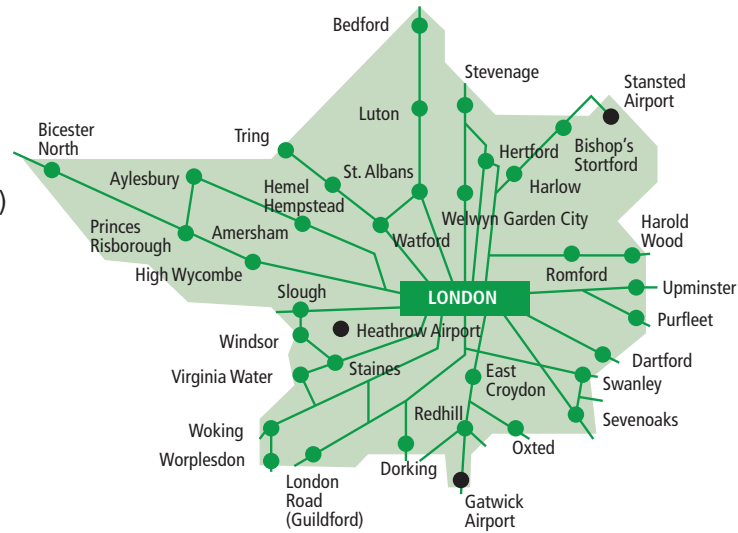 Bedford
Stevenage
Stansted
Airport
Luton
Bicester
North
Tring
Hertford
Bishop's
Stortford
St. Albans
Aylesbury
Hemel
Hempstead
Harlow
)
Welwyn Garden City
Harold
Wood
Princes
Risborough
Amersham
Watford
High Wycombe
Romford
Slough
LONDON
Upminster
Heathrow Airport
Purfleet
Windsor
Staines
Dartford
Virginia Water
East
Croydon
Swanley
Redhill
Sevenoaks
Woking
Oxted
Worplesdon
Dorking
London
Road
(Guildford)
Gatwick
Airport